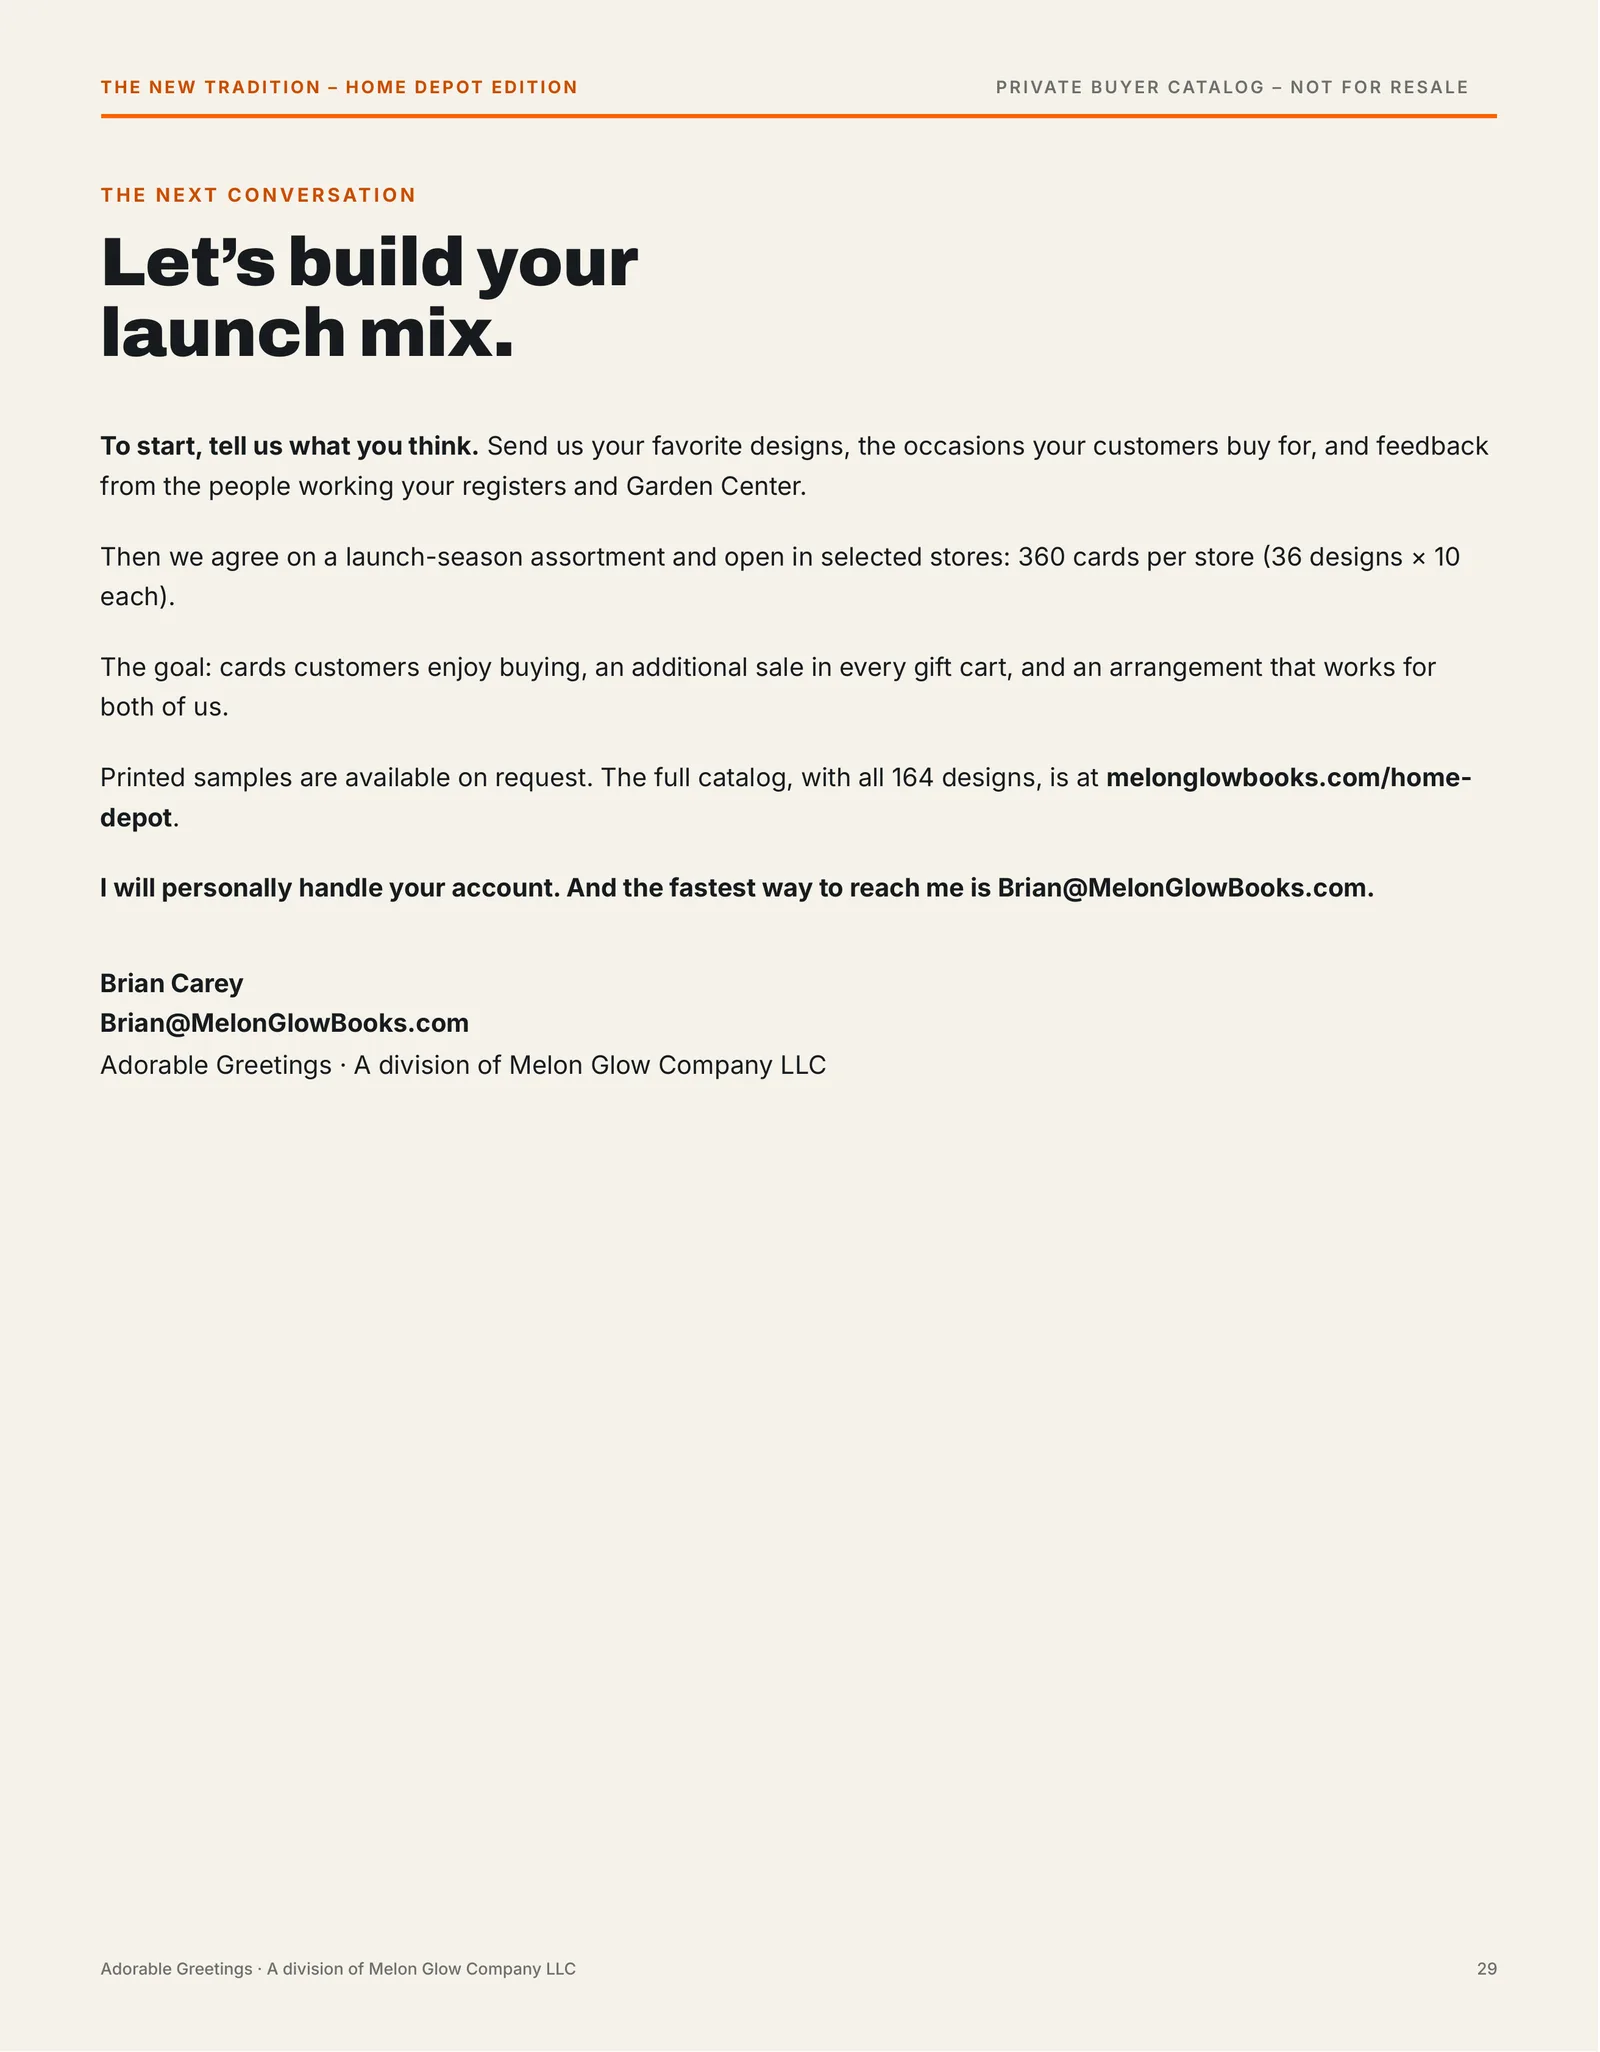 THE NEW TRADITION – HOME DEPOT EDITION
PRIVATE BUYER CATALOG – NOT FOR RESALE
THE NEXT CONVERSATION
Let’s build your
launch mix.
To start, tell us what you think. Send us your favorite designs, the occasions your customers buy for, and feedback
from the people working your registers and Garden Center.
Then we agree on a launch-season assortment and open in selected stores: 360 cards per store (36 designs × 10
each).
The goal: cards customers enjoy buying, an additional sale in every gift cart, and an arrangement that works for
both of us.
Printed samples are available on request. The full catalog, with all 164 designs, is at melonglowbooks.com/home-
depot.
I will personally handle your account. And the fastest way to reach me is Brian@MelonGlowBooks.com.
Brian Carey
Brian@MelonGlowBooks.com
Adorable Greetings · A division of Melon Glow Company LLC
Adorable Greetings · A division of Melon Glow Company LLC
29